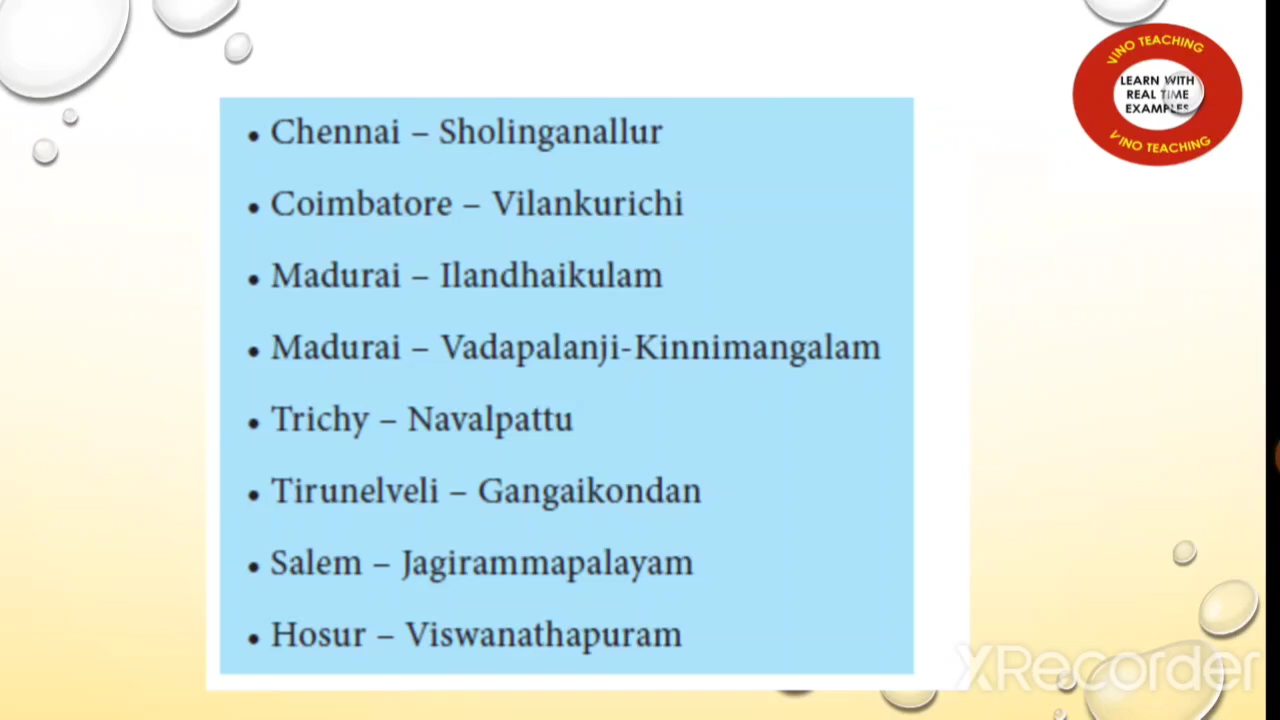 VINO TEACHING
LEARN WITH
REAL TIME
EXAMPLES
VINO TEACHING
• Chennai – Sholinganallur
• Coimbatore – Vilankurichi
• Madurai – Ilandhaikulam
• Madurai – Vadapalanji-Kinnimangalam
• Trichy – Navalpattu
• Tirunelveli – Gangaikondan
• Salem – Jagirammapalayam
• Hosur – Viswanathapuram
XRecorder